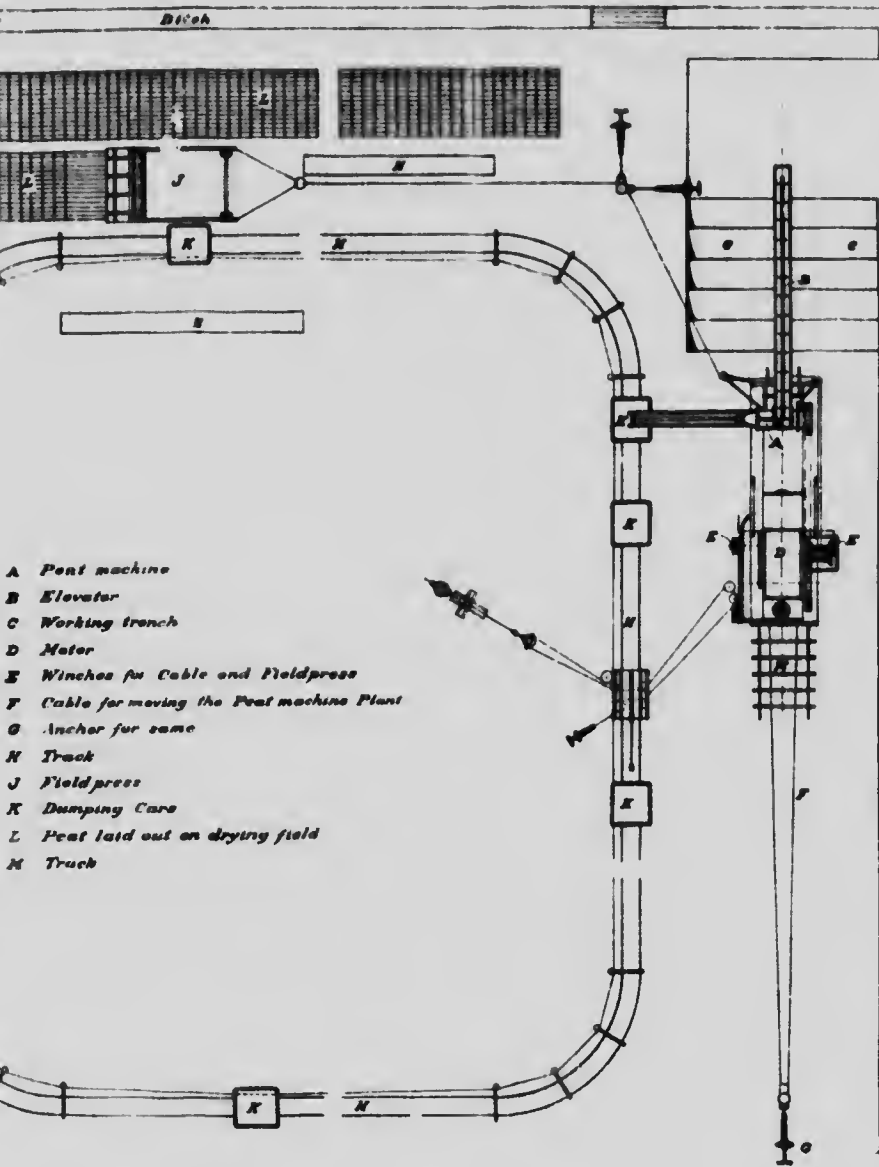 Ditch
L
L
J
N
K
M
N
C
C
B
K
A
K
E
D
E
A Peat machine
B Elevator
C Working trench
D Motor
E Winches for Cable and Fieldpress
F Cable for moving the Peat machine Plant
G Anchor for same
H Track
J Fieldpress
K Dumping Cars
L Peat laid out on drying field
M Track
H
F
K
K
M
G